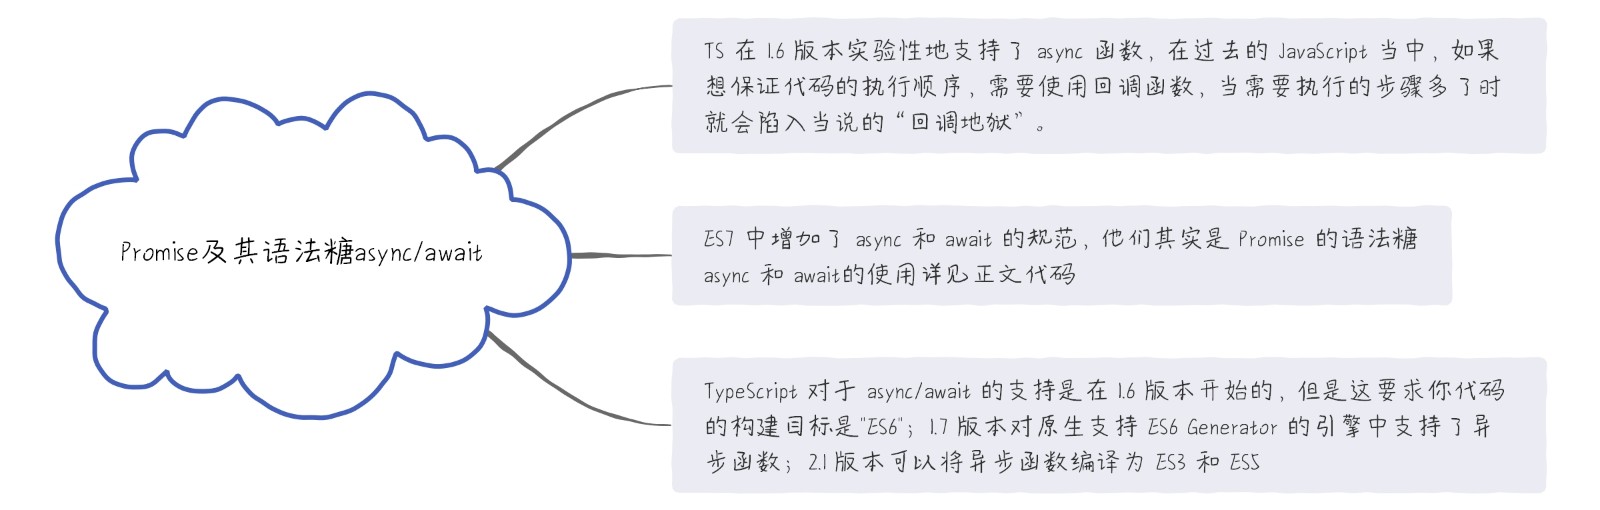 Promise及其语法糖async/await
TS 在 1.6 版本实验性地支持了 async 函数，在过去的 JavaScript 当中，如果
想保证代码的执行顺序，需要使用回调函数，当需要执行的步骤多了时
就会陷入当说的“回调地狱”。
ES7 中增加了 async 和 await 的规范，他们其实是 Promise 的语法糖
async 和 await的使用详见正文代码
TypeScript 对于 async/await 的支持是在 1.6 版本开始的，但是这要求你代码
的构建目标是"ES6"；1.7 版本对原生支持 ES6 Generator 的引擎中支持了异
步函数；2.1 版本可以将异步函数编译为 ES3 和 ES5